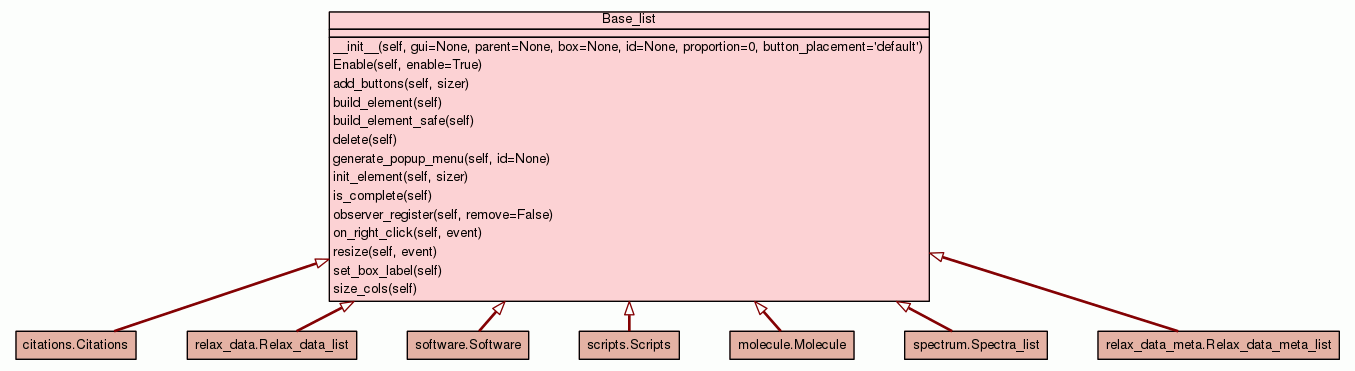 Base_list
__init__(self, gui=None, parent=None, box=None, id=None, proportion=0, button_placement='default')
Enable(self, enable=True)
add_buttons(self, sizer)
build_element(self)
build_element_safe(self)
delete(self)
generate_popup_menu(self, id=None)
init_element(self, sizer)
is_complete(self)
observer_register(self, remove=False)
on_right_click(self, event)
resize(self, event)
set_box_label(self)
size_cols(self)
citations.Citations
relax_data.Relax_data_list
software.Software
scripts.Scripts
molecule.Molecule
spectrum.Spectra_list
relax_data_meta.Relax_data_meta_list